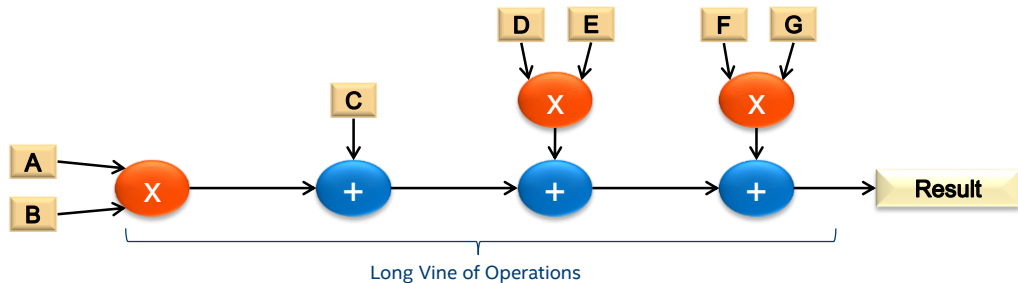 D E F G
X X
C
A
B
X + + + Result
Long Vine of Operations